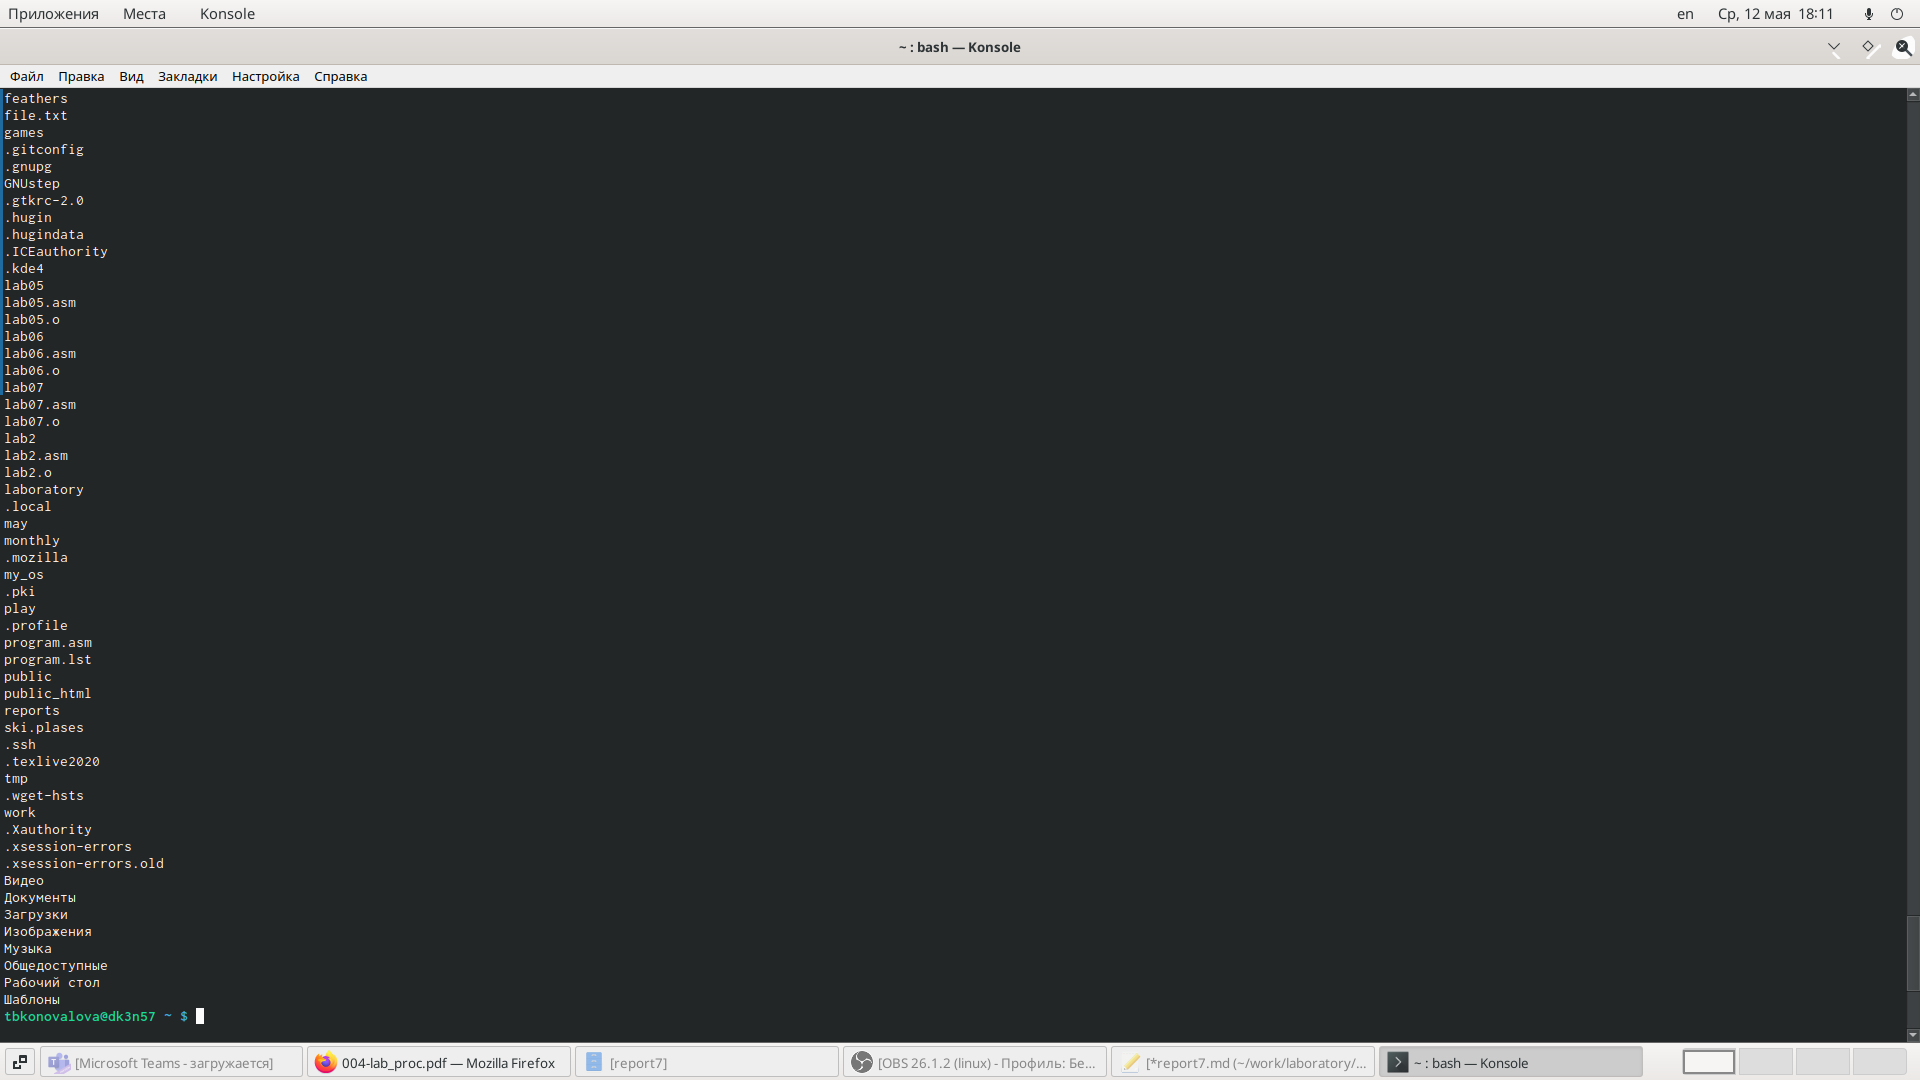 Приложения Места Konsole en Ср, 12 мая 18:11
~ : bash — Konsole
Файл Правка Вид Закладки Настройка Справка
feathers
file.txt
games
.gitconfig
.gnupg
GNUstep
.gtkrc-2.0
.hugin
.hugindata
.ICEauthority
.kde4
lab05
lab05.asm
lab05.o
lab06
lab06.asm
lab06.o
lab07
lab07.asm
lab07.o
lab2
lab2.asm
lab2.o
laboratory
.local
may
monthly
.mozilla
my_os
.pki
play
.profile
program.asm
program.lst
public
public_html
reports
ski.plases
.ssh
.texlive2020
tmp
.wget-hsts
work
.Xauthority
.xsession-errors
.xsession-errors.old
Видео
Документы
Загрузки
Изображения
Музыка
Общедоступные
Рабочий стол
Шаблоны
tbkonovalova@dk3n57 ~ $
[Microsoft Teams - загружается] 004-lab_proc.pdf — Mozilla Firefox [report7] [OBS 26.1.2 (linux) - Профиль: Бе... [*report7.md (~/work/laboratory/... ~ : bash — Konsole